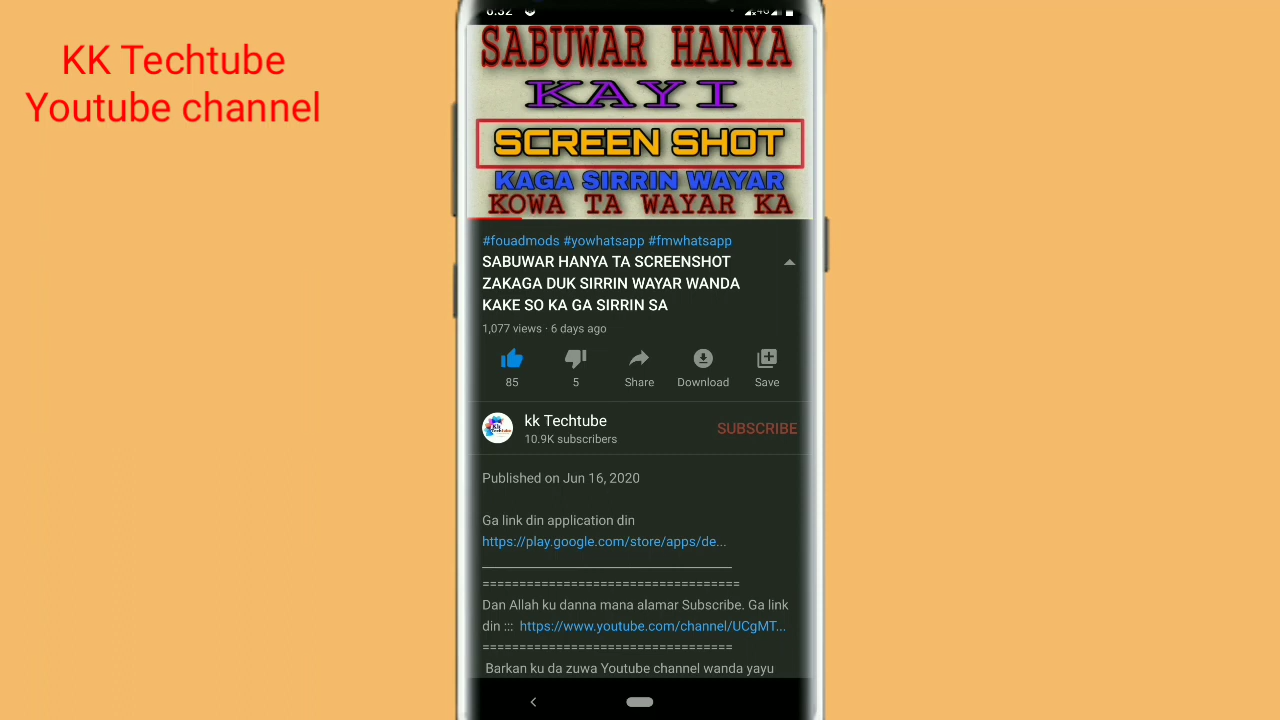 KK Techtube
Youtube channel
6:32
4G
SABUWAR HANYA
KAYI
SCREEN SHOT
KAGA SIRRIN WAYAR
KOWA TA WAYAR KA
#fouadmods #yowhatsapp #fmwhatsapp
SABUWAR HANYA TA SCREENSHOT
ZAKAGA DUK SIRRIN WAYAR WANDA
KAKE SO KA GA SIRRIN SA
1,077 views · 6 days ago
85
5
Share
Download
Save
kk Techtube
10.9K subscribers
SUBSCRIBE
Published on Jun 16, 2020
Ga link din application din
https://play.google.com/store/apps/de...
===================================
Dan Allah ku danna mana alamar Subscribe. Ga link
din ::: https://www.youtube.com/channel/UCgMT...
==================================
Barkan ku da zuwa Youtube channel wanda yayu